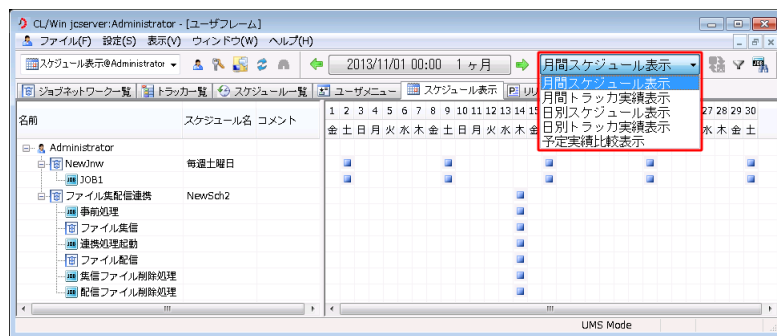 CL/Win jcserver:Administrator - [ユーザフレーム]
ファイル(F) 設定(S) 表示(V) ウィンドウ(W) ヘルプ(H)
スケジュール表示@Administrator 2013/11/01 00:00 1 ヶ月 月間スケジュール表示
ジョブネットワーク一覧 トラッカ一覧 スケジュール一覧 ユーザメニュー スケジュール表示
月間スケジュール表示
月間トラッカ実績表示
日別スケジュール表示
日別トラッカ実績表示
予定実績比較表示
名前 スケジュール名 コメント
1 2 3 4 5 6 7 8 9 10 11 12 13 14 15 27 28 29 30
金 土 日 月 火 水 木 金 土 日 月 火 水 木 金 水 木 金 土
Administrator
NewJnw 毎週土曜日
JOB1
ファイル集配信連携 NewSch2
事前処理
ファイル集信
連携処理起動
ファイル配信
集信ファイル削除処理
配信ファイル削除処理
UMS Mode